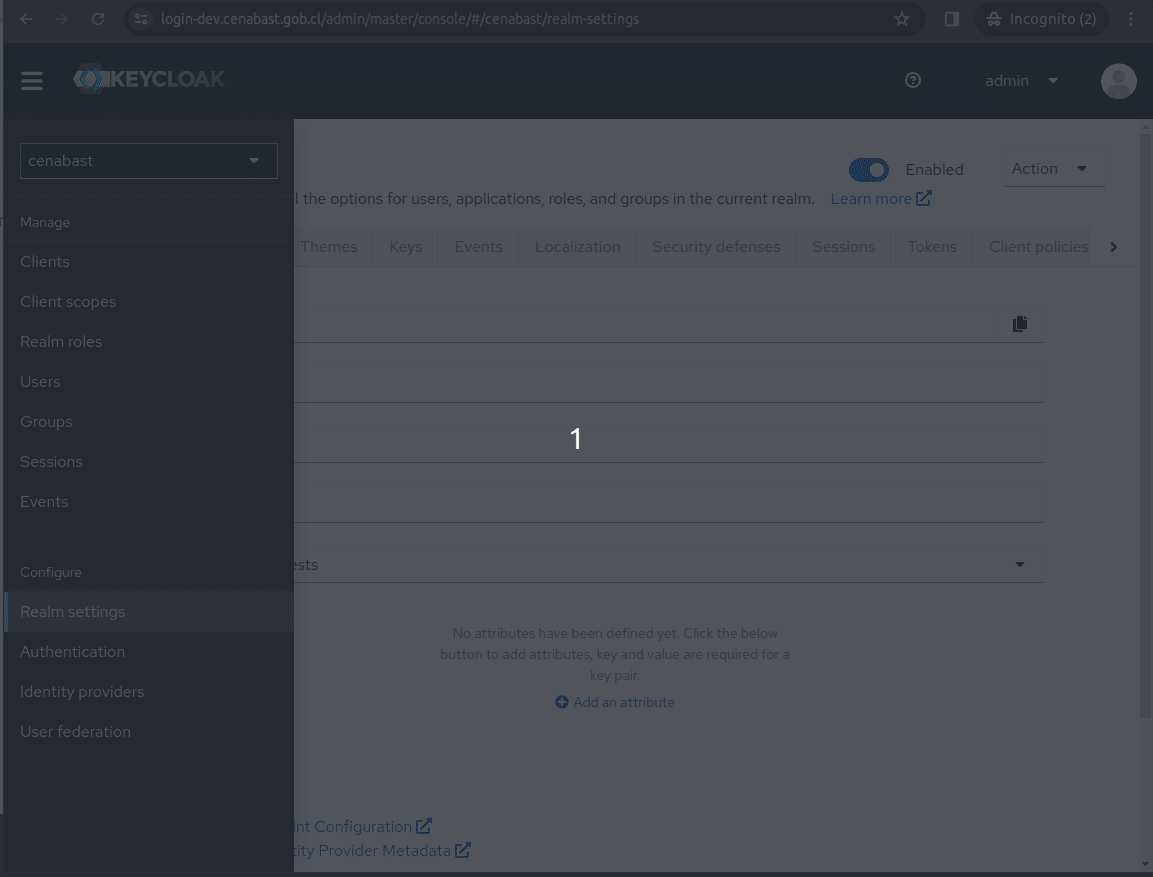 login-dev.cenabast.gob.cl/admin/master/console/#/cenabast/realm-settings
Incognito (2)
KEYCLOAK
admin
cenabast
Manage
Clients
Client scopes
Realm roles
Users
Groups
Sessions
Events
Configure
Realm settings
Authentication
Identity providers
User federation
Enabled
Action
the options for users, applications, roles, and groups in the current realm. Learn more
Themes
Keys
Events
Localization
Security defenses
Sessions
Tokens
Client policies
1
ests
No attributes have been defined yet. Click the below
button to add attributes, key and value are required for a
key pair.
Add an attribute
int Configuration
tity Provider Metadata